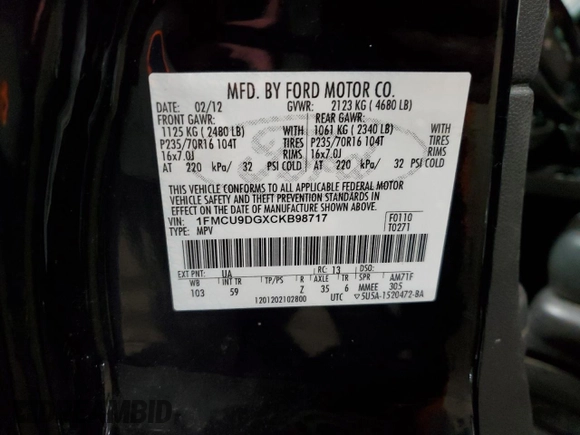 MFD. BY FORD MOTOR CO.
DATE: 02/12 GVWR: 2123 KG ( 4680 LB)
FRONT GAWR: REAR GAWR:
1125 KG ( 2480 LB) WITH 1061 KG ( 2340 LB) WITH
P235/70R16 104T TIRES P235/70R16 104T TIRES
16x7.0J RIMS 16x7.0J RIMS
AT 220 kPa/ 32 PSI COLD AT 220 kPa/ 32 PSI COLD
THIS VEHICLE CONFORMS TO ALL APPLICABLE FEDERAL MOTOR
VEHICLE SAFETY AND THEFT PREVENTION STANDARDS IN EFFECT
ON THE DATE OF MANUFACTURE SHOWN ABOVE.
VIN: 1FMCU9DGXCKB98717 F0110
TYPE: MPV T0271
EXT PNT: UA RC: 13 DSO:
WB INT TR TP/PS R AXLE TR SPR AM71F
103 59 Z 35 6 MMEE 305
1201202102800 UTC ▽5U5A-1520472-BA
Ford